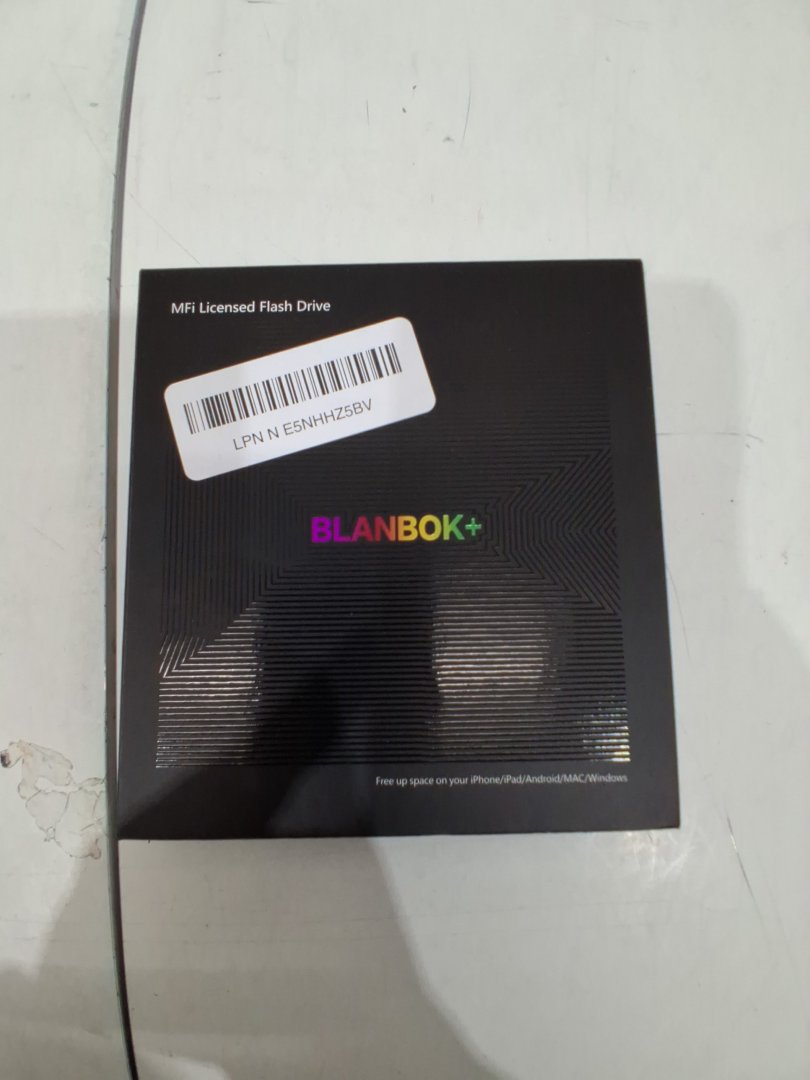 MFi Licensed Flash Drive
LPN N E5NHHZ5BV
BLANBOK+
Free up space on your iPhone/iPad/Android/MAC/Windows